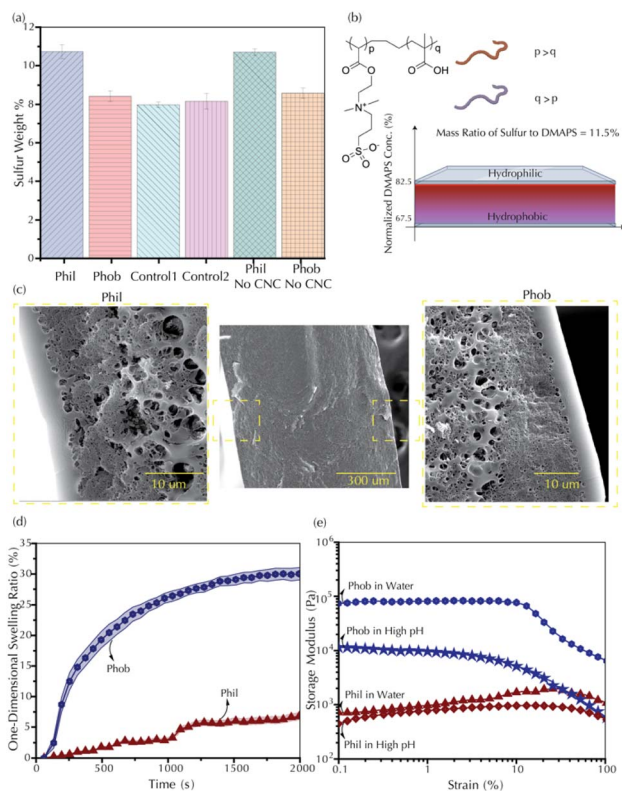 (a)
Sulfur Weight %
12
10
8
6
4
2
0
Phil
Phob
Control1
Control2
Phil
No CNC
Phob
No CNC
(b)
p
q
O
O
O
OH
N+
O-
S
O
O
p>q
q>p
Mass Ratio of Sulfur to DMAPS = 11.5%
Normalized DMAPS Conc. (%)
82.5
67.5
Hydrophilic
Hydrophobic
(c)
Phil
10 um
300 um
Phob
10 um
(d)
One-Dimensional Swelling Ratio (%)
35
30
25
20
15
10
5
0
Phob
Phil
0
500
1000
1500
2000
Time (s)
(e)
Storage Modulus (Pa)
10^6
10^5
10^4
10^3
10^2
Phob in Water
Phob in High pH
Phil in Water
Phil in High pH
0.1
1
10
100
Strain (%)